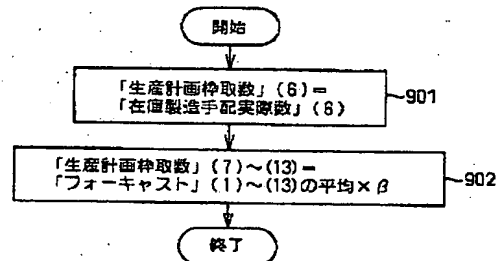 開始
「生産計画枠取数」(6)=
「在庫製造手配実際数」(6)
901
「生産計画枠取数」(7)~(13)=
「フォーキャスト」(1)~(13)の平均×β
902
終了